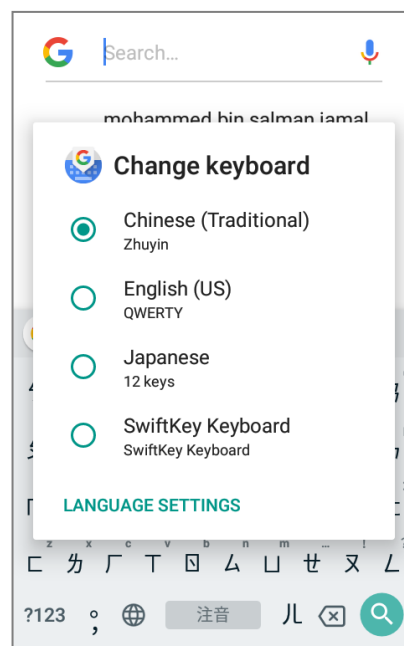 Search…
mohammed bin salman jamal
Change keyboard
Chinese (Traditional)
Zhuyin
English (US)
QWERTY
Japanese
12 keys
SwiftKey Keyboard
SwiftKey Keyboard
LANGUAGE SETTINGS
z x c v b n m … ! ?
ㄈ ㄌ ㄏ ㄒ ㄖ ㄙ ㄩ ㄝ ㄡ ㄥ
?123 注音 ㄦ